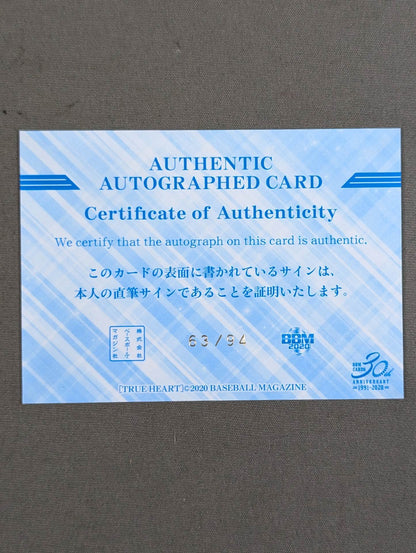 AUTHENTIC
AUTOGRAPHED CARD
Certificate of Authenticity
We certify that the autograph on this card is authentic.
このカードの表面に書かれているサインは、
本人の直筆サインであることを証明いたします。
株式会社
ベースボール・
マガジン社
63/94
BBM
2020
BBM
CARDS
30th
ANNIVERSARY
1991-2020
[TRUE HEART]©2020 BASEBALL MAGAZINE